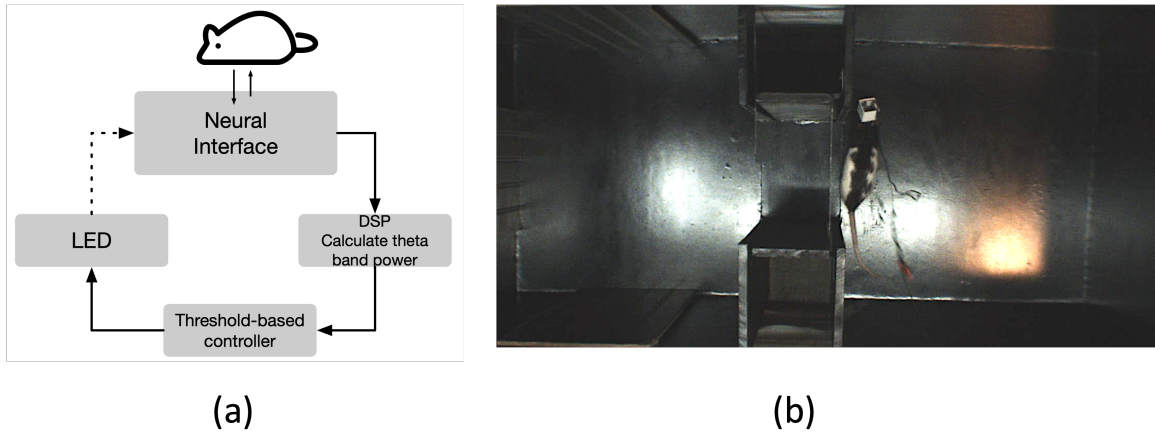 Neural
Interface
DSP
Calculate theta
band power
LED
Threshold-based
controller
(a)
(b)